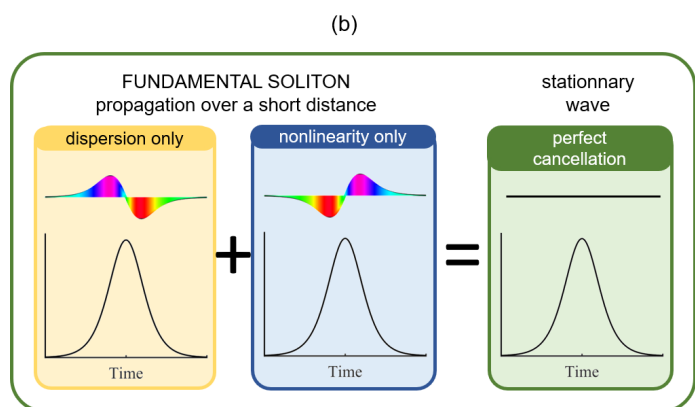 (b)
FUNDAMENTAL SOLITON
propagation over a short distance
stationnary
wave
dispersion only
nonlinearity only
perfect
cancellation
+
=
Time
Time
Time